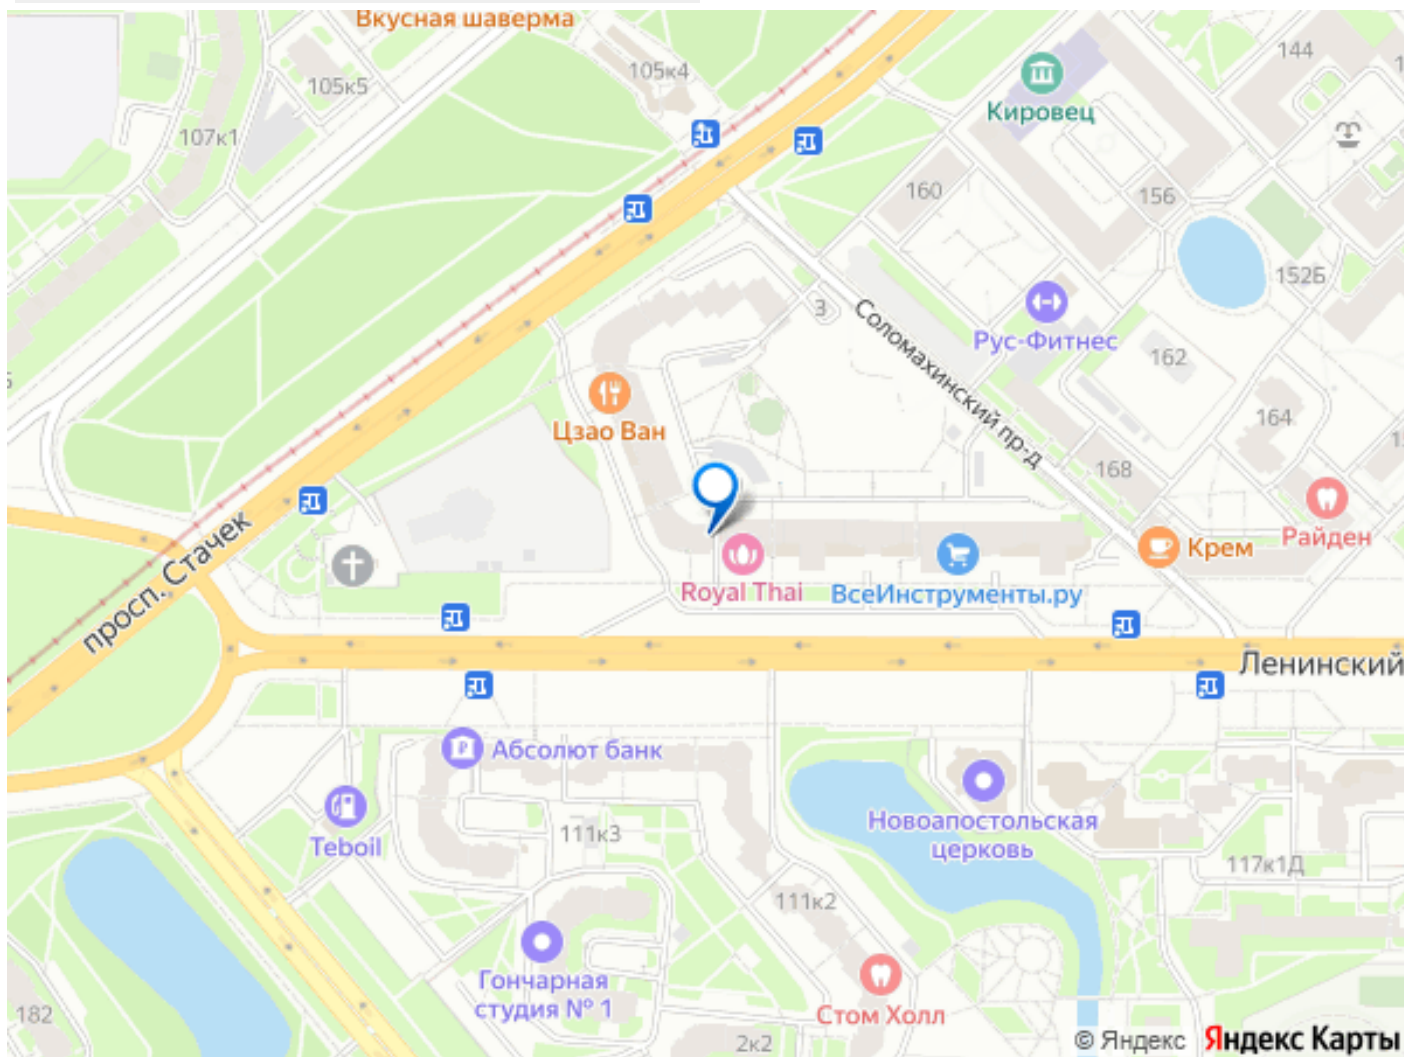 Вкусная шаверма
105к4
105к5
107к1
144
Кировец
160
156
152Б
3
Соломахинский пр-д
Рус-Фитнес
162
164
Цзао Ван
168
Райден
Крем
просп. Стачек
Royal Thai
ВсеИнструменты.ру
Ленинский
Абсолют банк
Teboil
111к3
Новоапостольская
церковь
117к1Д
111к2
Гончарная
студия № 1
Стом Холл
182
2к2
© Яндекс Яндекс Карты